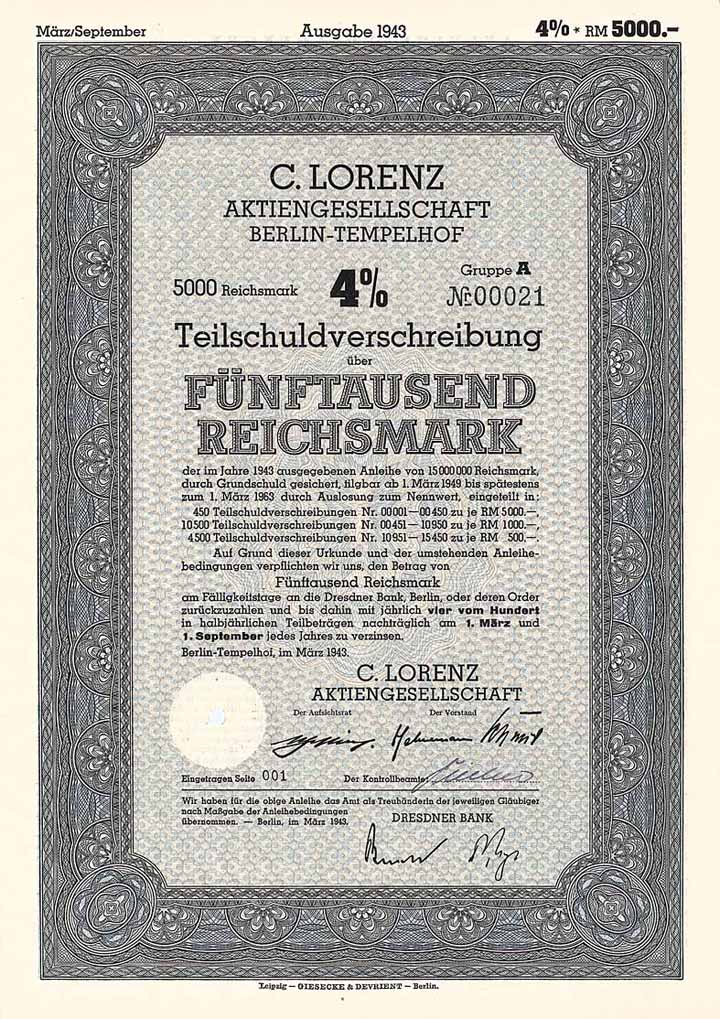 März/September Ausgabe 1943 4% * RM 5000.–
C. LORENZ
AKTIENGESELLSCHAFT
BERLIN-TEMPELHOF
5000 Reichsmark 4% Gruppe A
№ 00021
Teilschuldverschreibung
über
FÜNFTAUSEND
REICHSMARK
der im Jahre 1943 ausgegebenen Anleihe von 15 000 000 Reichsmark,
durch Grundschuld gesichert, tilgbar ab 1. März 1949 bis spätestens
zum 1. März 1963 durch Auslosung zum Nennwert, eingeteilt in:
450 Teilschuldverschreibungen Nr. 00001—00450 zu je RM 5000.—,
10 500 Teilschuldverschreibungen Nr. 00451—10950 zu je RM 1000.—,
4 500 Teilschuldverschreibungen Nr. 10951—15450 zu je RM 500.—.
Auf Grund dieser Urkunde und der umstehenden Anleihe-
bedingungen verpflichten wir uns, den Betrag von
Fünftausend Reichsmark
am Fälligkeitstage an die Dresdner Bank, Berlin, oder deren Order
zurückzuzahlen und bis dahin mit jährlich vier vom Hundert
in halbjährlichen Teilbeträgen nachträglich am 1. März und
1. September jedes Jahres zu verzinsen.
Berlin-Tempelhof, im März 1943.
C. LORENZ
AKTIENGESELLSCHAFT
Der Aufsichtsrat Der Vorstand
Eingetragen Seite 001 Der Kontrollbeamte
Wir haben für die obige Anleihe das Amt als Treuhänderin der jeweiligen Gläubiger
nach Maßgabe der Anleihebedingungen
übernommen. — Berlin, im März 1943.
DRESDNER BANK
Leipzig — GIESECKE & DEVRIENT — Berlin.